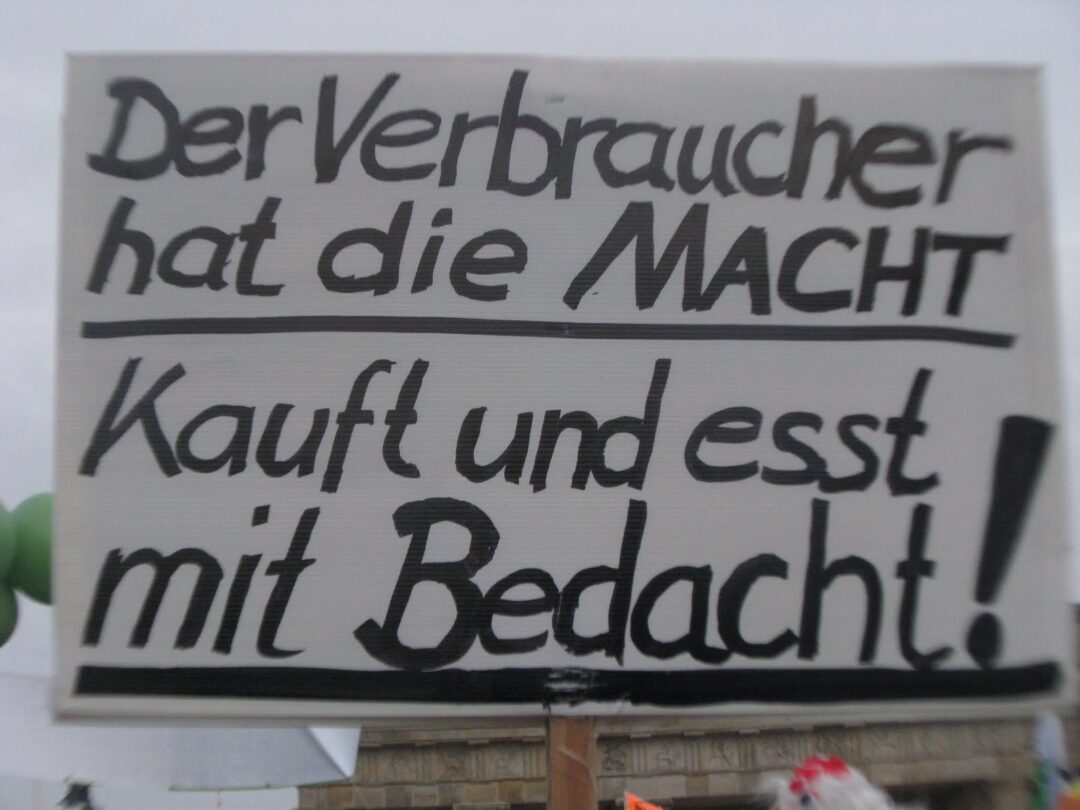 Der Verbraucher
hat die MACHT
Kauft und esst
mit Bedacht!